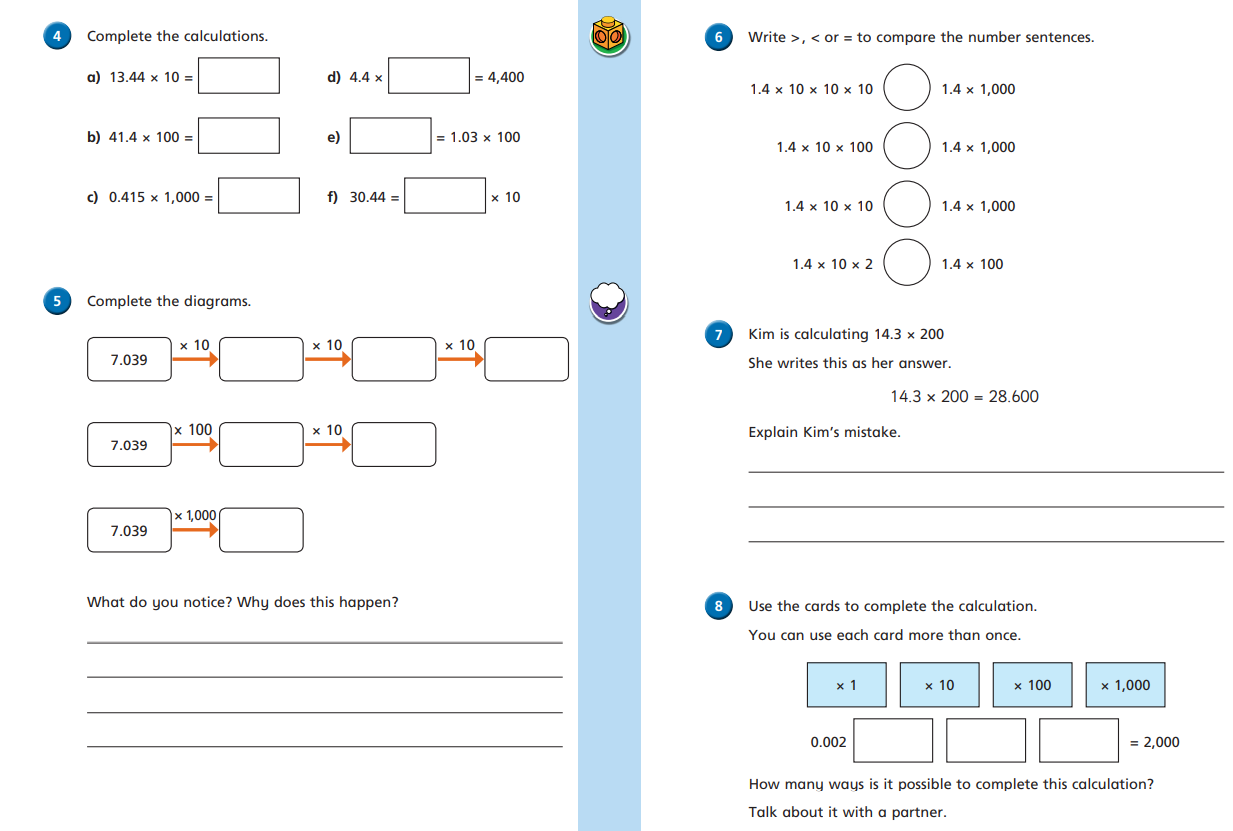 4 Complete the calculations.
a) 13.44 × 10 =
d) 4.4 × = 4,400
b) 41.4 × 100 =
e) = 1.03 × 100
c) 0.415 × 1,000 =
f) 30.44 = × 10
5 Complete the diagrams.
7.039 × 10 × 10 × 10
7.039 × 100 × 10
7.039 × 1,000
What do you notice? Why does this happen?
6 Write >, < or = to compare the number sentences.
1.4 × 10 × 10 × 10 1.4 × 1,000
1.4 × 10 × 100 1.4 × 1,000
1.4 × 10 × 10 1.4 × 1,000
1.4 × 10 × 2 1.4 × 100
7 Kim is calculating 14.3 × 200
She writes this as her answer.
14.3 × 200 = 28.600
Explain Kim's mistake.
8 Use the cards to complete the calculation.
You can use each card more than once.
× 1 × 10 × 100 × 1,000
0.002 = 2,000
How many ways is it possible to complete this calculation?
Talk about it with a partner.